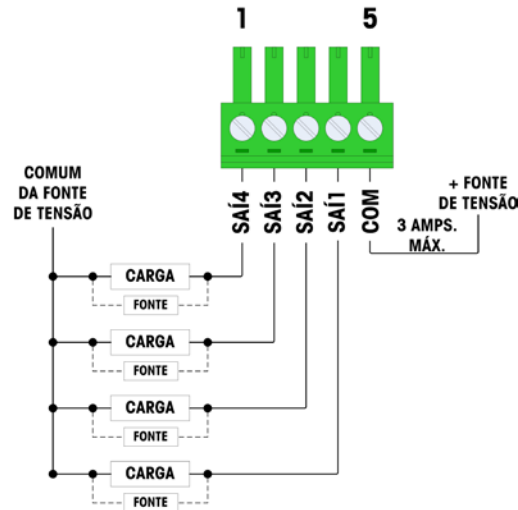 1 5
COMUM
DA FONTE
DE TENSÃO
SAÍ4
SAÍ3
SAÍ2
SAÍ1
COM
+ FONTE
DE TENSÃO
3 AMPS.
MÁX.
CARGA
FONTE
CARGA
FONTE
CARGA
FONTE
CARGA
FONTE